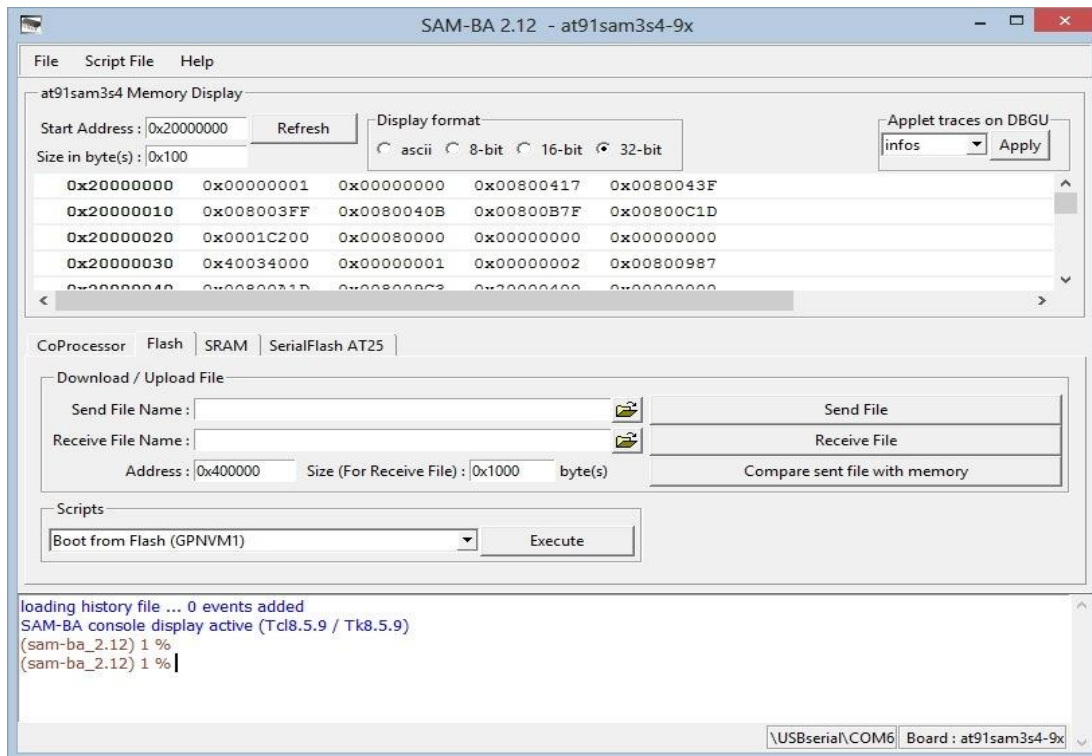 SAM-BA 2.12 - at91sam3s4-9x
File Script File Help
at91sam3s4 Memory Display
Start Address : 0x20000000 Refresh
Size in byte(s) : 0x100
Display format
ascii 8-bit 16-bit 32-bit
Applet traces on DBGU
infos Apply
0x20000000 0x00000001 0x00000000 0x00800417 0x0080043F
0x20000010 0x008003FF 0x0080040B 0x00800B7F 0x00800C1D
0x20000020 0x0001C200 0x00080000 0x00000000 0x00000000
0x20000030 0x40034000 0x00000001 0x00000002 0x00800987
0x20000040 0x00800A1D 0x008009C3 0x20000400 0x00000000
CoProcessor Flash SRAM SerialFlash AT25
Download / Upload File
Send File Name : Send File
Receive File Name : Receive File
Address : 0x400000 Size (For Receive File) : 0x1000 byte(s) Compare sent file with memory
Scripts
Boot from Flash (GPNVM1) Execute
loading history file ... 0 events added
SAM-BA console display active (Tcl8.5.9 / Tk8.5.9)
(sam-ba_2.12) 1 %
(sam-ba_2.12) 1 %
\USBserial\COM6 Board : at91sam3s4-9x